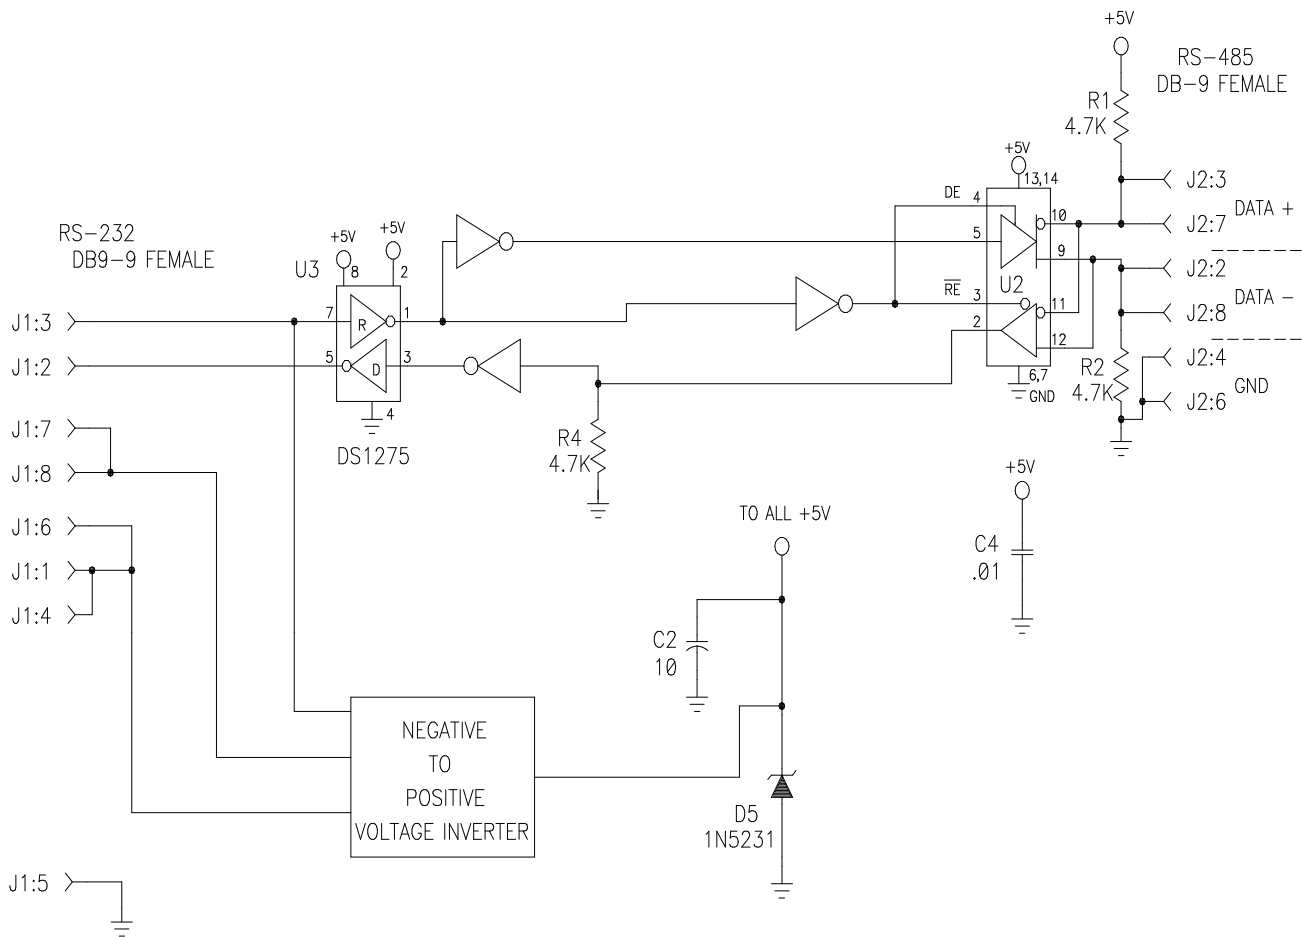 +5V
RS-485
DB-9 FEMALE
R1
4.7K
+5V
13,14
J2:3
DE
4
10
DATA +
J2:7
RS-232
DB9-9 FEMALE
+5V
+5V
5
9
J2:2
U3
8
2
U2
RE
3
11
DATA -
J2:8
J1:3
7
R
1
2
12
J1:2
5
D
3
J2:4
6,7
GND
R2
4.7K
GND
J2:6
4
DS1275
J1:7
R4
4.7K
J1:8
+5V
TO ALL +5V
J1:6
C4
.01
J1:1
J1:4
C2
10
NEGATIVE
TO
POSITIVE
VOLTAGE INVERTER
D5
1N5231
J1:5